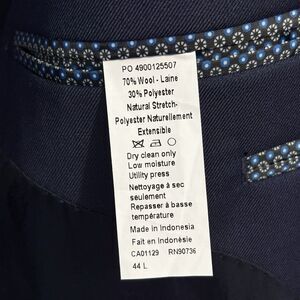 PO 4900125507
70% Wool - Laine
30% Polyester
Natural Stretch-
Polyester Naturellement
Extensible
Dry clean only
Low moisture
Utility press
Nettoyage à sec
seulement
Repasser à basse
température
Made in Indonesia
Fait en Indonésie
CA01129 RN90736
44 L